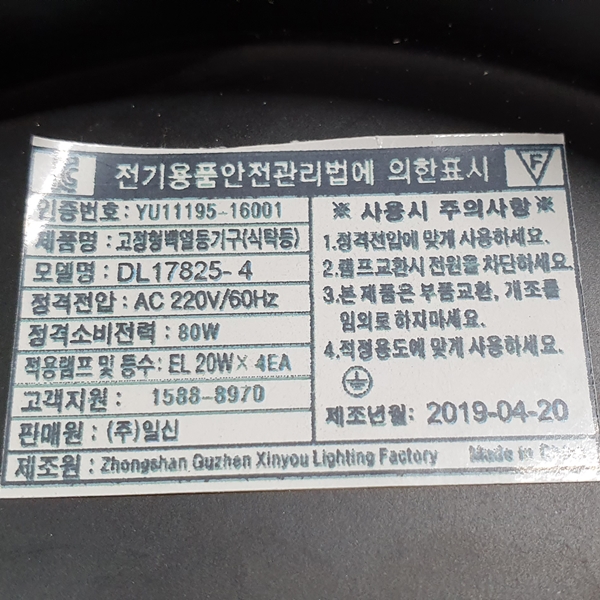 전기용품안전관리법에 의한표시
F
인증번호 : YU11195-16001
제품명 : 고정형백열등기구(식탁등)
모델명 : DL17825-4
정격전압 : AC 220V/60Hz
정격소비전력 : 80W
적용램프 및 등수 : EL 20W× 4EA
고객지원 : 1588-8970
판매원 : (주)일신
※ 사용시 주의사항 ※
1.정격전압에 맞게 사용하세요.
2.램프교환시 전원을 차단하세요.
3.본 제품은 부품교환, 개조를
임의로 하지마세요.
4.적정용도에 맞게 사용하세요.
제조년월: 2019-04-20
제조원 : Zhongshan Guzhen Xinyou Lighting Factory Made in